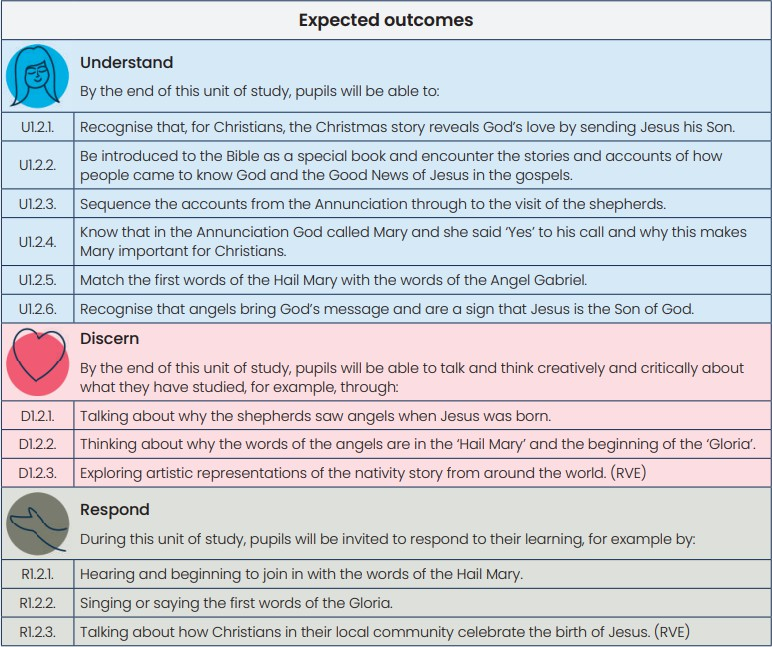 Expected outcomes
Understand
By the end of this unit of study, pupils will be able to:
U1.2.1. Recognise that, for Christians, the Christmas story reveals God’s love by sending Jesus his Son.
U1.2.2. Be introduced to the Bible as a special book and encounter the stories and accounts of how
people came to know God and the Good News of Jesus in the gospels.
U1.2.3. Sequence the accounts from the Annunciation through to the visit of the shepherds.
U1.2.4. Know that in the Annunciation God called Mary and she said ‘Yes’ to his call and why this makes
Mary important for Christians.
U1.2.5. Match the first words of the Hail Mary with the words of the Angel Gabriel.
U1.2.6. Recognise that angels bring God’s message and are a sign that Jesus is the Son of God.
Discern
By the end of this unit of study, pupils will be able to talk and think creatively and critically about
what they have studied, for example, through:
D1.2.1. Talking about why the shepherds saw angels when Jesus was born.
D1.2.2. Thinking about why the words of the angels are in the ‘Hail Mary’ and the beginning of the ‘Gloria’.
D1.2.3. Exploring artistic representations of the nativity story from around the world. (RVE)
Respond
During this unit of study, pupils will be invited to respond to their learning, for example by:
R1.2.1. Hearing and beginning to join in with the words of the Hail Mary.
R1.2.2. Singing or saying the first words of the Gloria.
R1.2.3. Talking about how Christians in their local community celebrate the birth of Jesus. (RVE)